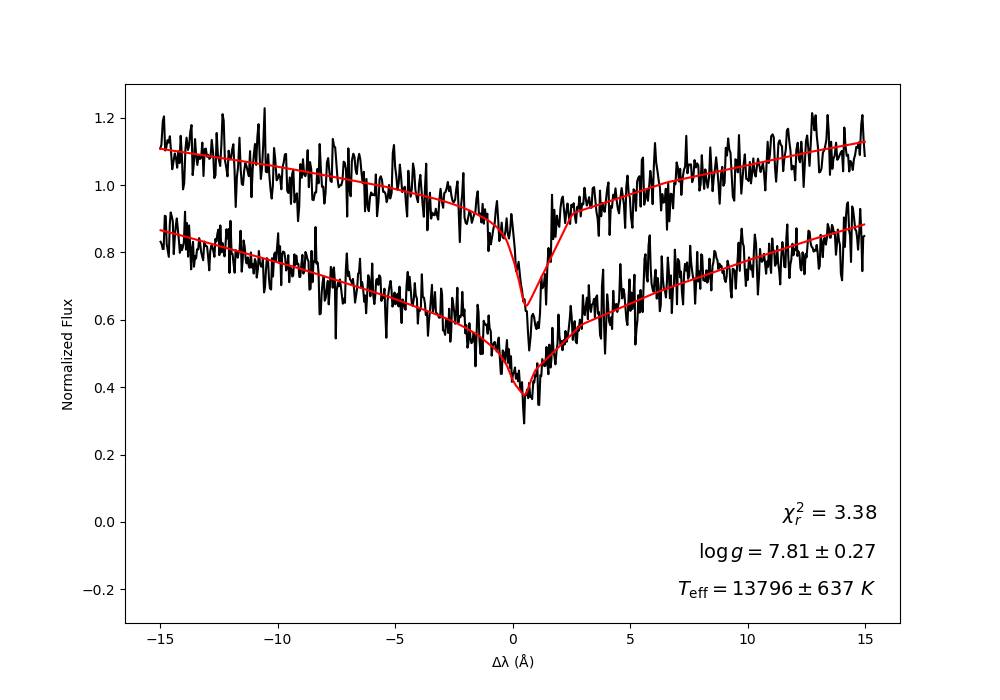 1.2
1.0
0.8
0.6
0.4
0.2
0.0
−0.2
Normalized Flux
χ²ᵣ = 3.38
log g = 7.81 ± 0.27
T_eff = 13796 ± 637 K
−15 −10 −5 0 5 10 15
Δλ (Å)